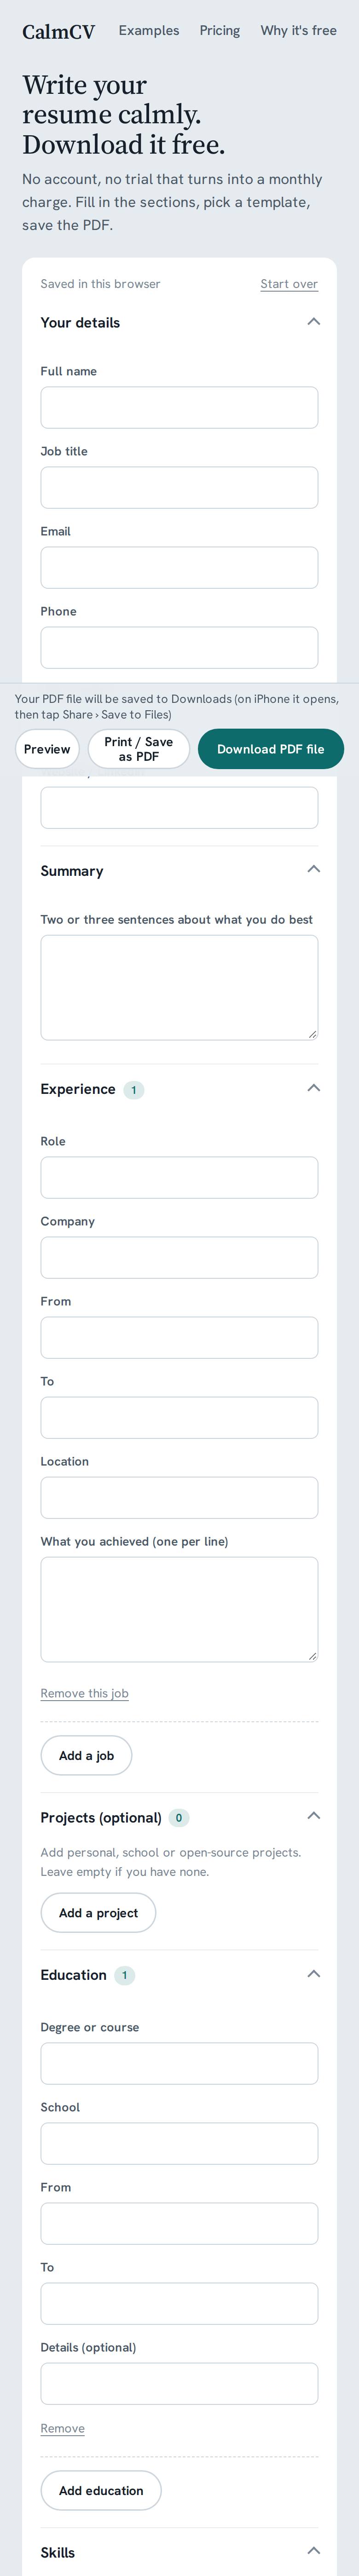 CalmCV Examples Pricing Why it's free
Write your
resume calmly.
Download it free.
No account, no trial that turns into a monthly
charge. Fill in the sections, pick a template,
save the PDF.
Saved in this browser Start over
Your details
Full name
Job title
Email
Phone
Your PDF file will be saved to Downloads (on iPhone it opens,
then tap Share › Save to Files)
Preview
Print / Save
as PDF
Download PDF file
Summary
Two or three sentences about what you do best
Experience 1
Role
Company
From
To
Location
What you achieved (one per line)
Remove this job
Add a job
Projects (optional) 0
Add personal, school or open-source projects.
Leave empty if you have none.
Add a project
Education 1
Degree or course
School
From
To
Details (optional)
Remove
Add education
Skills